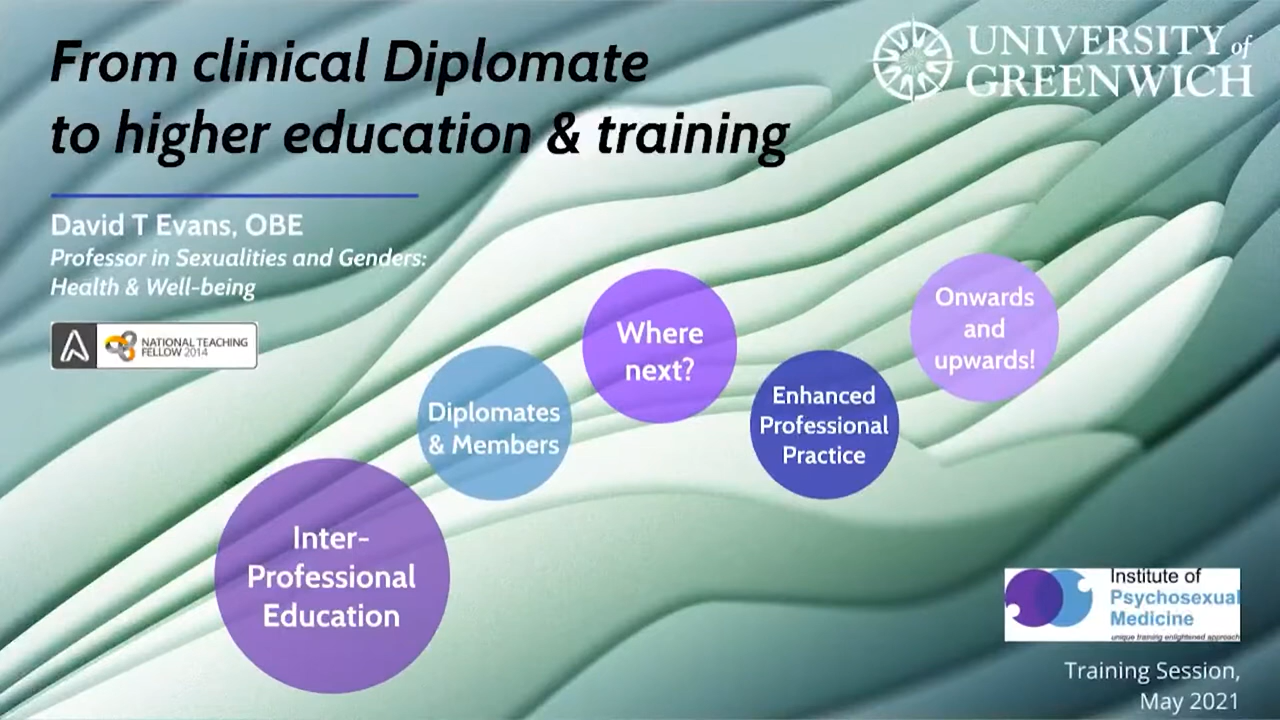 From clinical Diplomate
to higher education & training
UNIVERSITY of
GREENWICH
David T Evans, OBE
Professor in Sexualities and Genders:
Health & Well-being
NATIONAL TEACHING
FELLOW 2014
Inter-
Professional
Education
Diplomates
& Members
Where
next?
Enhanced
Professional
Practice
Onwards
and
upwards!
Institute of
Psychosexual
Medicine
unique training enlightened approach
Training Session,
May 2021